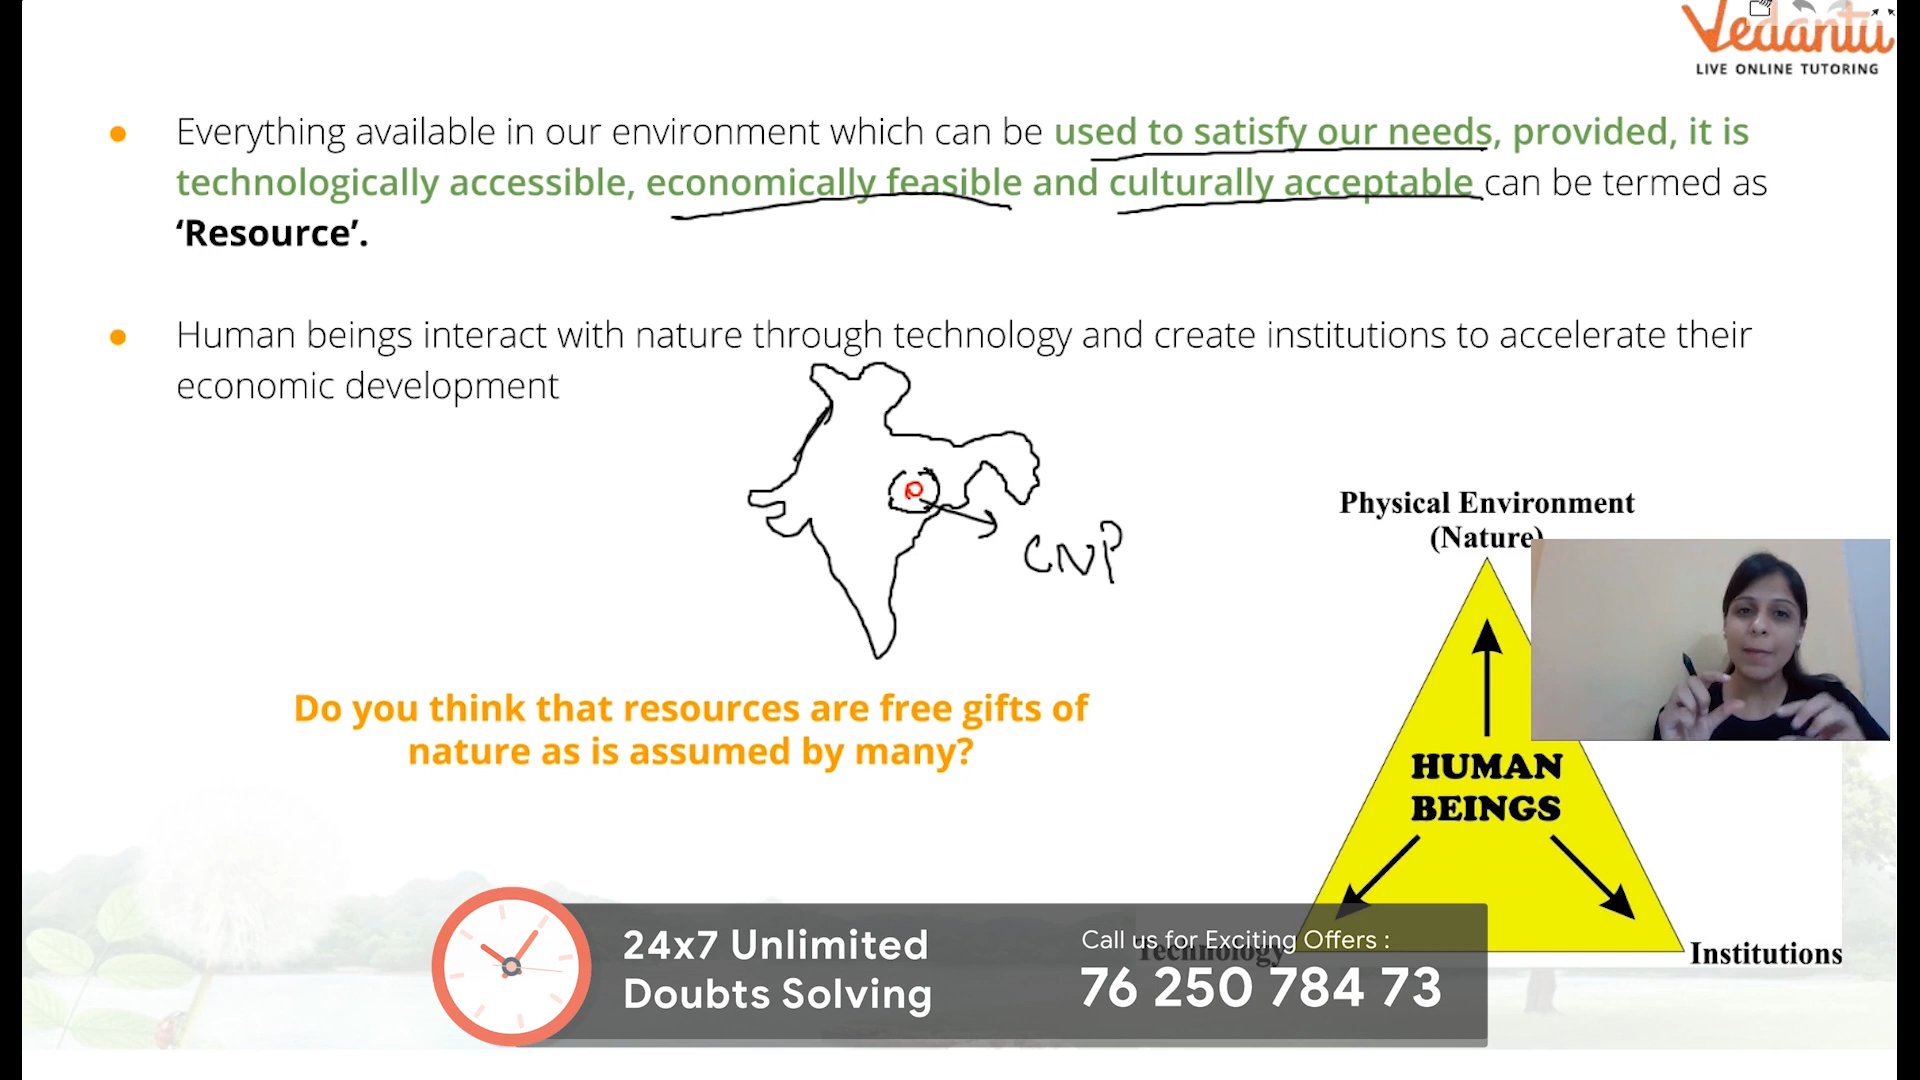 Vedantu
LIVE ONLINE TUTORING
Everything available in our environment which can be used to satisfy our needs, provided, it is
technologically accessible, economically feasible and culturally acceptable can be termed as
‘Resource’.
Human beings interact with nature through technology and create institutions to accelerate their
economic development
CNP
Do you think that resources are free gifts of
nature as is assumed by many?
Physical Environment
(Nature)
HUMAN
BEINGS
Technology
Institutions
24x7 Unlimited
Doubts Solving
Call us for Exciting Offers :
76 250 784 73